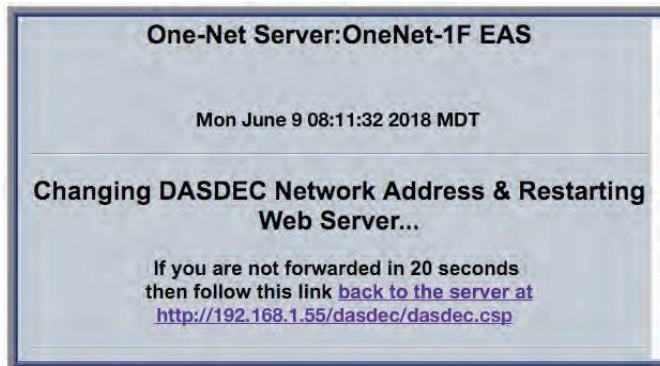 One-Net Server:OneNet-1F EAS
Mon June 9 08:11:32 2018 MDT
Changing DASDEC Network Address & Restarting
Web Server...
If you are not forwarded in 20 seconds
then follow this link back to the server at
http://192.168.1.55/dasdec/dasdec.csp